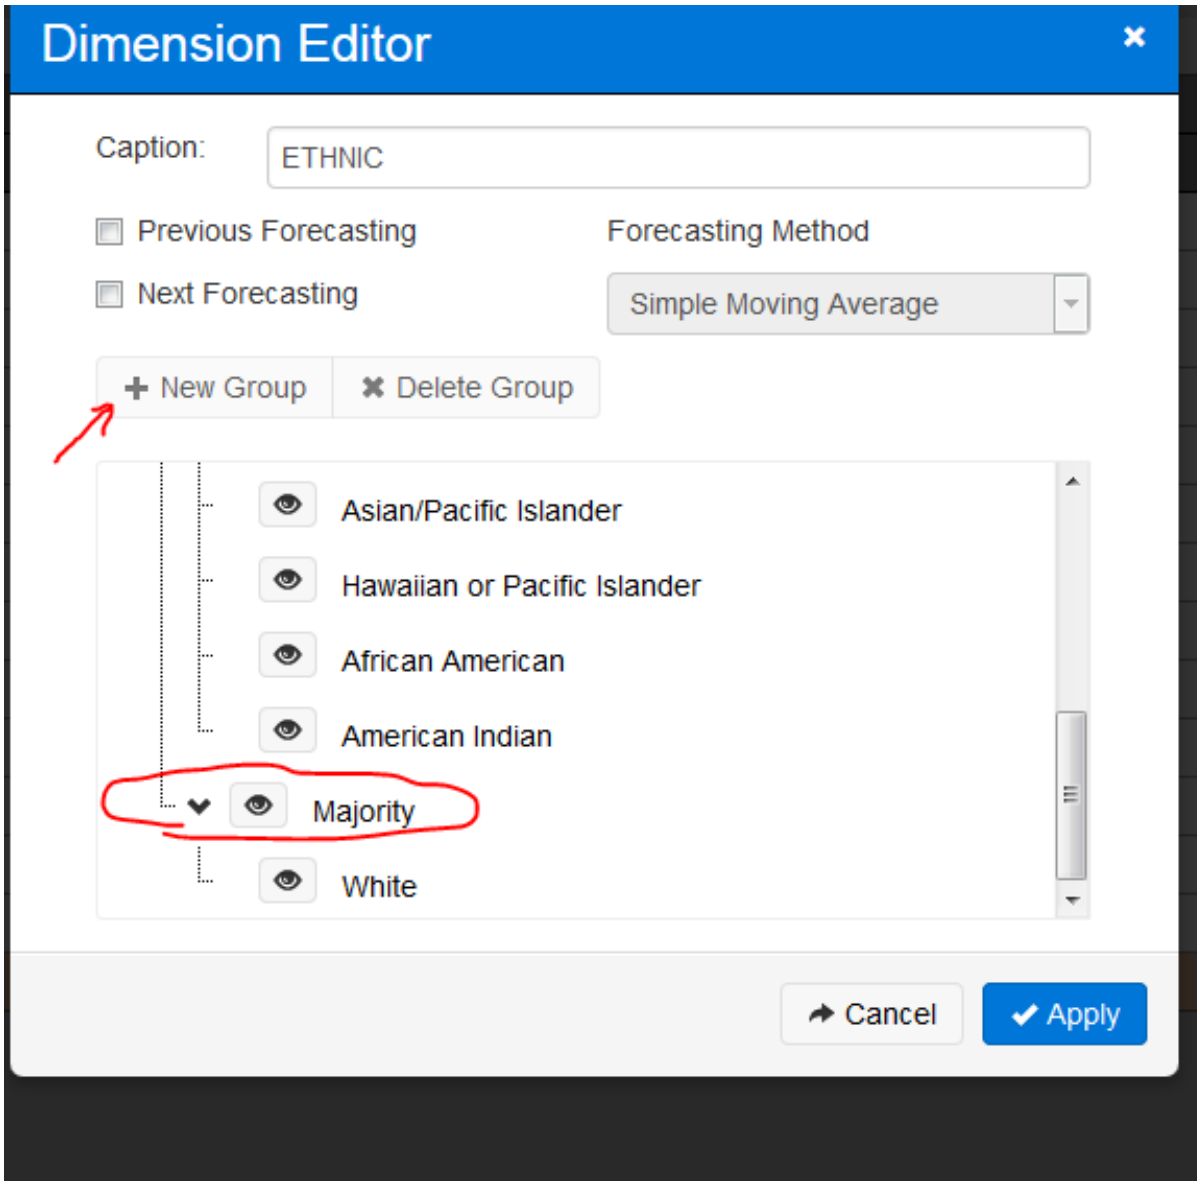 Dimension Editor
Caption: ETHNIC
Previous Forecasting Forecasting Method
Next Forecasting Simple Moving Average
New Group Delete Group
Asian/Pacific Islander
Hawaiian or Pacific Islander
African American
American Indian
Majority
White
Cancel Apply